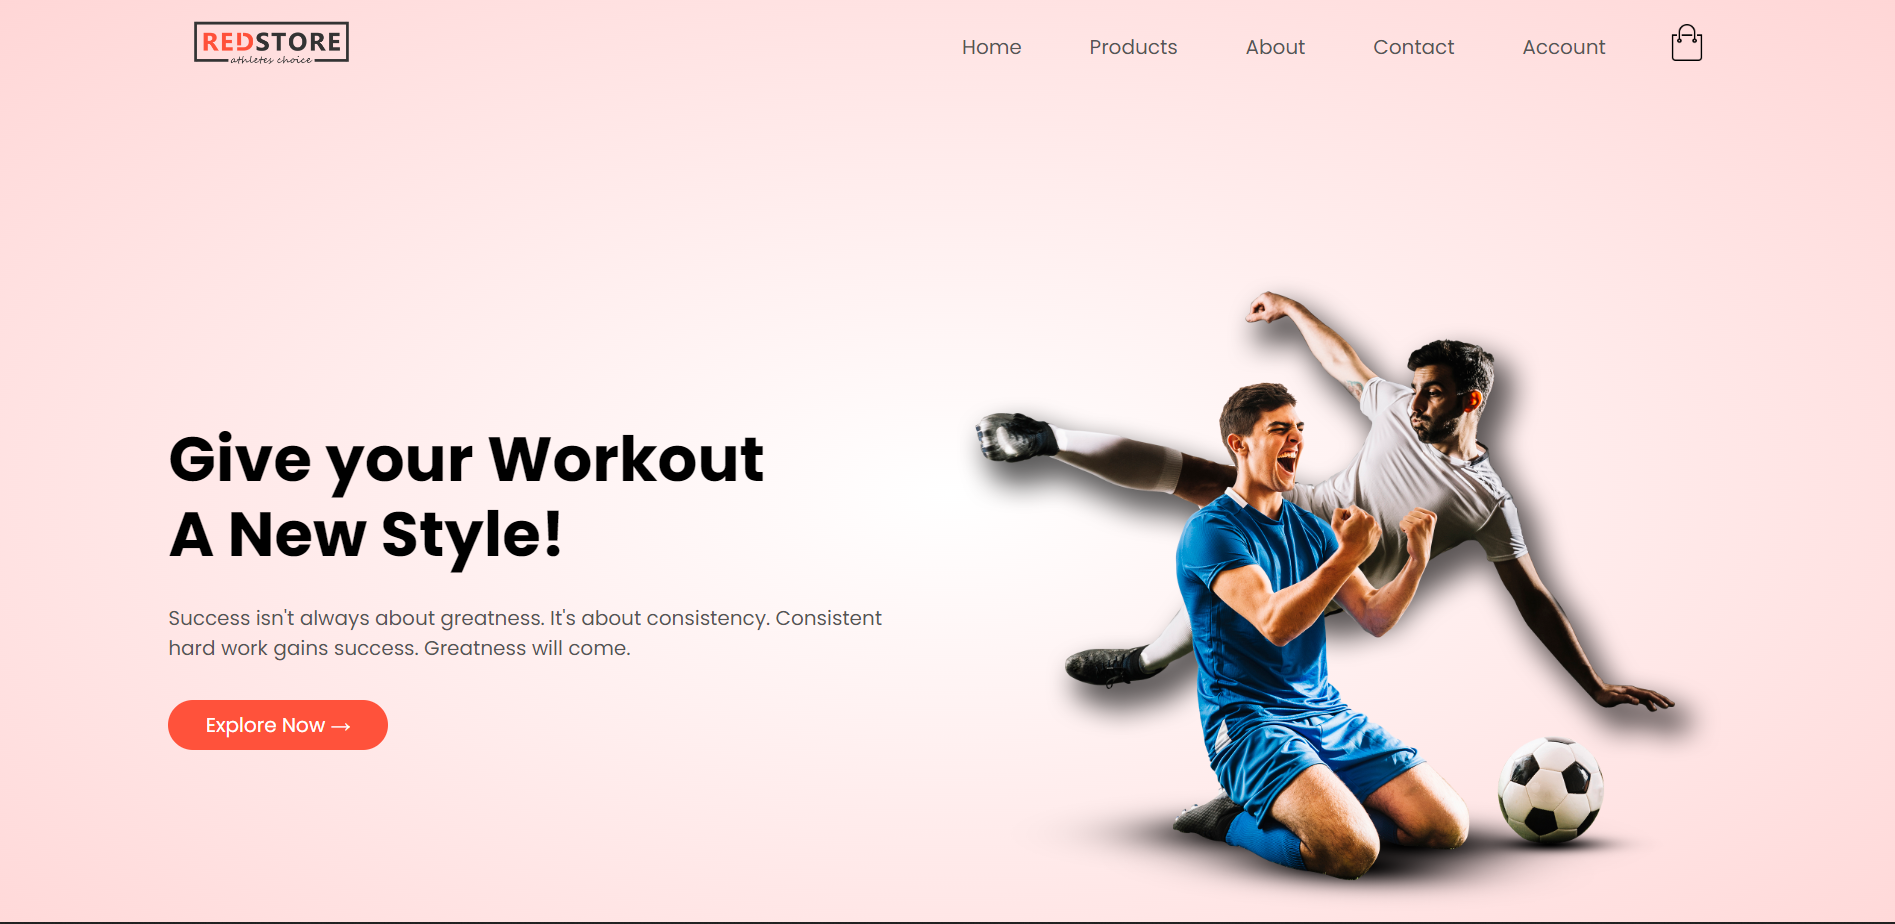 REDSTORE
athletes choice
Home Products About Contact Account
Give your Workout
A New Style!
Success isn't always about greatness. It's about consistency. Consistent
hard work gains success. Greatness will come.
Explore Now →